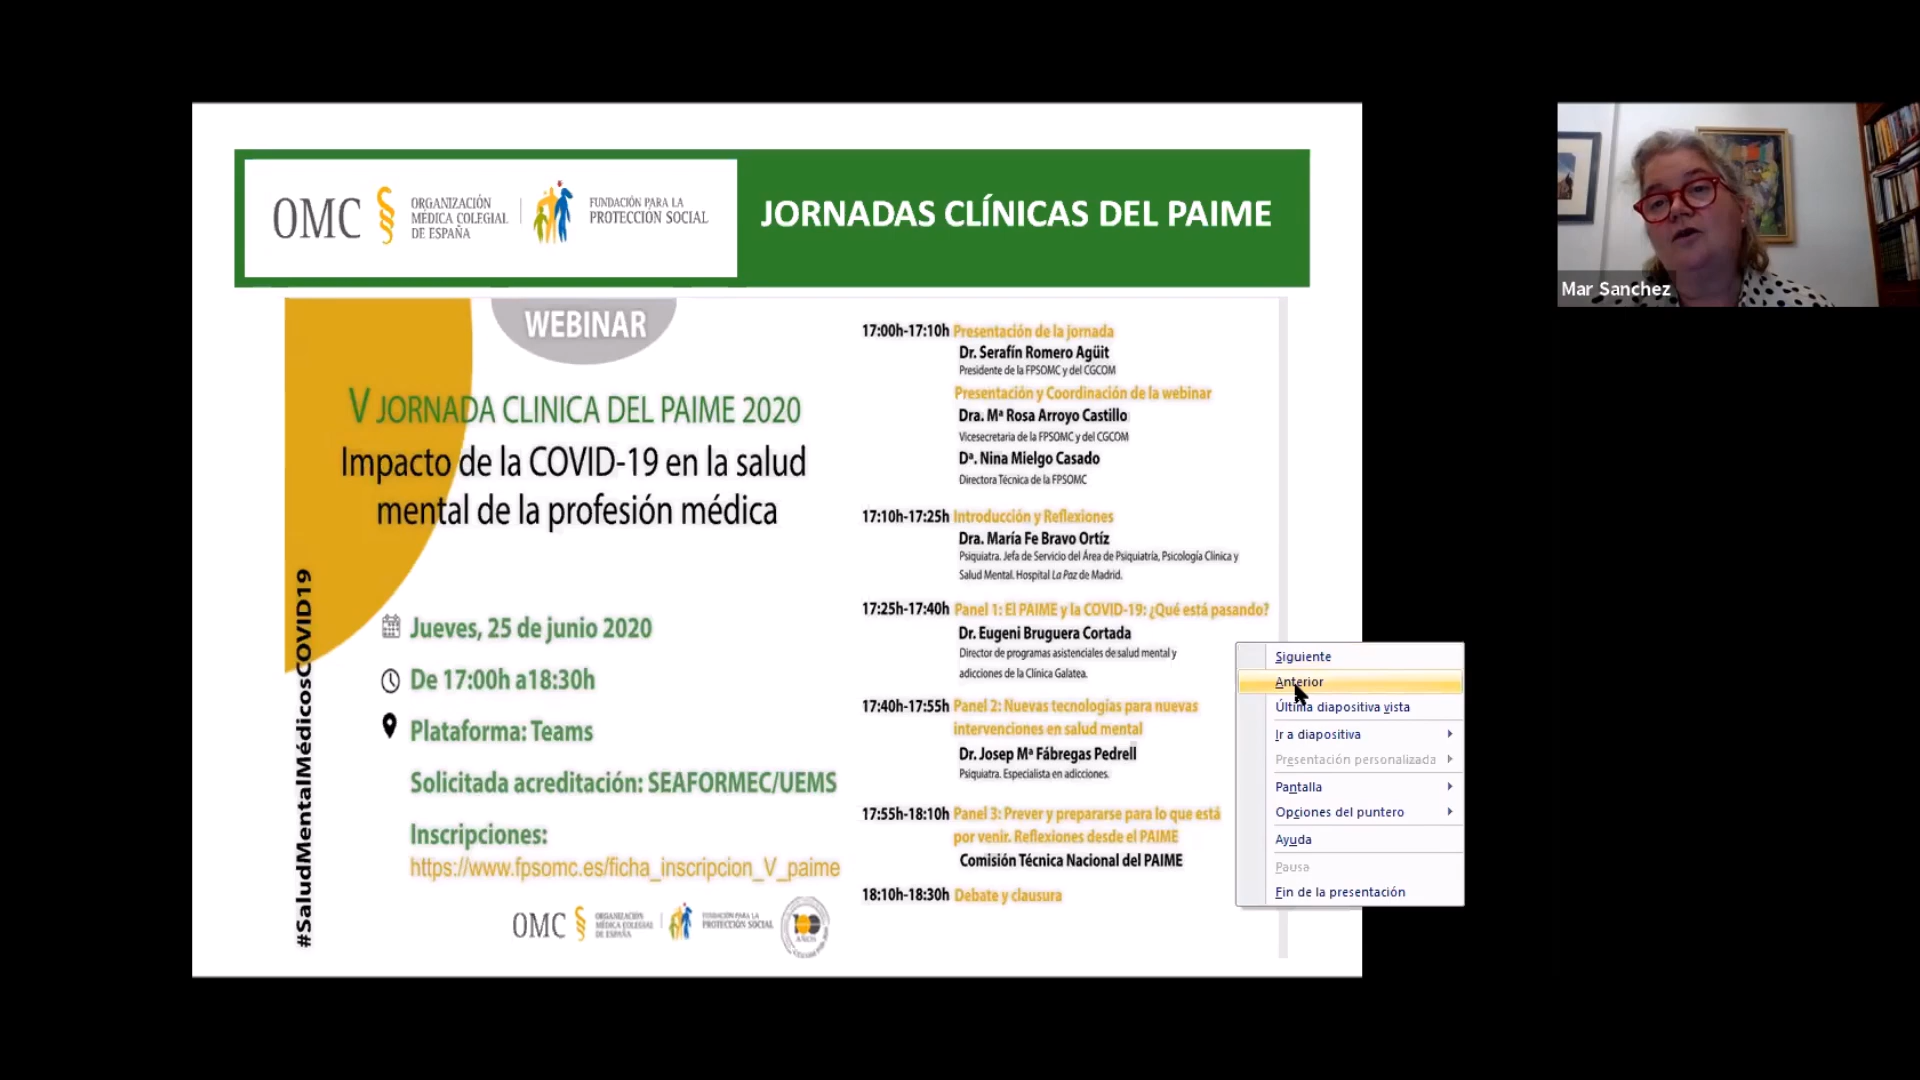 OMC
ORGANIZACIÓN
MÉDICA COLEGIAL
DE ESPAÑA
FUNDACIÓN PARA LA
PROTECCIÓN SOCIAL
JORNADAS CLÍNICAS DEL PAIME
WEBINAR
V JORNADA CLINICA DEL PAIME 2020
Impacto de la COVID-19 en la salud
mental de la profesión médica
#SaludMentalMédicosCOVID19
Jueves, 25 de junio 2020
De 17:00h a18:30h
Plataforma: Teams
Solicitada acreditación: SEAFORMEC/UEMS
Inscripciones:
https://www.fpsomc.es/ficha_inscripcion_V_paime
OMC
ORGANIZACIÓN
MÉDICA COLEGIAL
DE ESPAÑA
FUNDACIÓN PARA LA
PROTECCIÓN SOCIAL
100
AÑOS
17:00h-17:10h Presentación de la jornada
Dr. Serafín Romero Agüit
Presidente de la FPSOMC y del CGCOM
Presentación y Coordinación de la webinar
Dra. Mª Rosa Arroyo Castillo
Vicesecretaria de la FPSOMC y del CGCOM
Dª. Nina Mielgo Casado
Directora Técnica de la FPSOMC
17:10h-17:25h Introducción y Reflexiones
Dra. María Fe Bravo Ortíz
Psiquiatra. Jefa de Servicio del Área de Psiquiatría, Psicología Clínica y
Salud Mental. Hospital La Paz de Madrid.
17:25h-17:40h Panel 1: El PAIME y la COVID-19: ¿Qué está pasando?
Dr. Eugeni Bruguera Cortada
Director de programas asistenciales de salud mental y
adicciones de la Clínica Galatea.
17:40h-17:55h Panel 2: Nuevas tecnologías para nuevas
intervenciones en salud mental
Dr. Josep Mª Fábregas Pedrell
Psiquiatra. Especialista en adicciones.
17:55h-18:10h Panel 3: Prever y prepararse para lo que está
por venir. Reflexiones desde el PAIME
Comisión Técnica Nacional del PAIME
18:10h-18:30h Debate y clausura
Siguiente
Anterior
Última diapositiva vista
Ir a diapositiva
Presentación personalizada
Pantalla
Opciones del puntero
Ayuda
Pausa
Fin de la presentación
Mar Sanchez